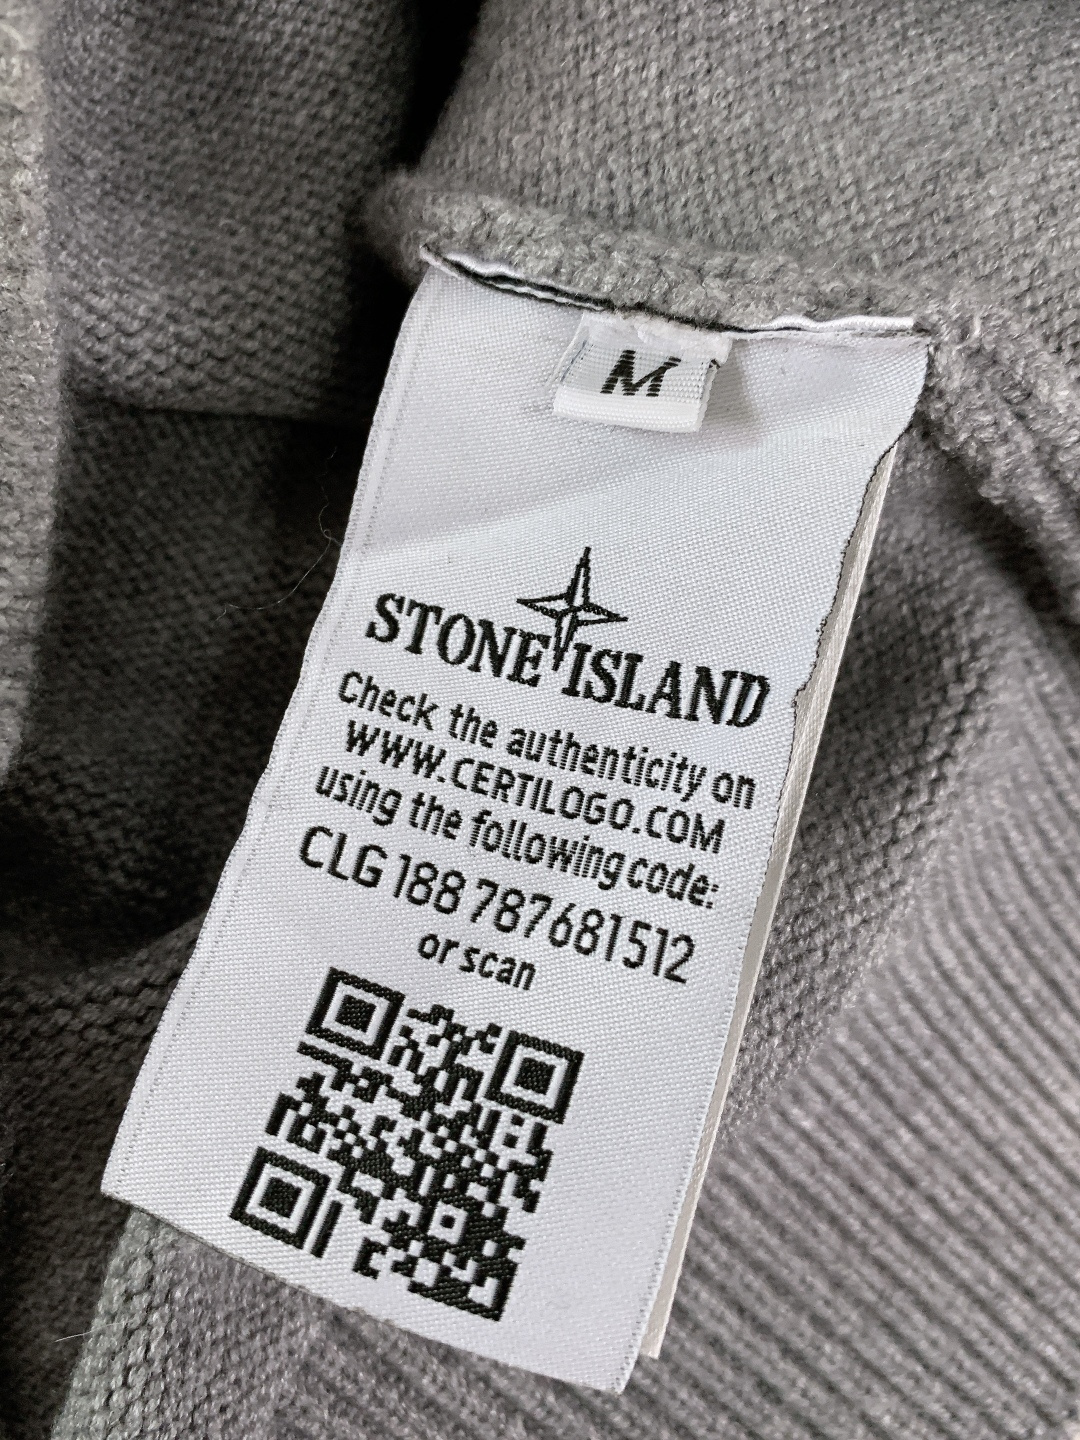 M
STONE ISLAND
Check the authenticity on
WWW.CERTILOGO.COM
using the following code:
CLG 188 787681512
or scan